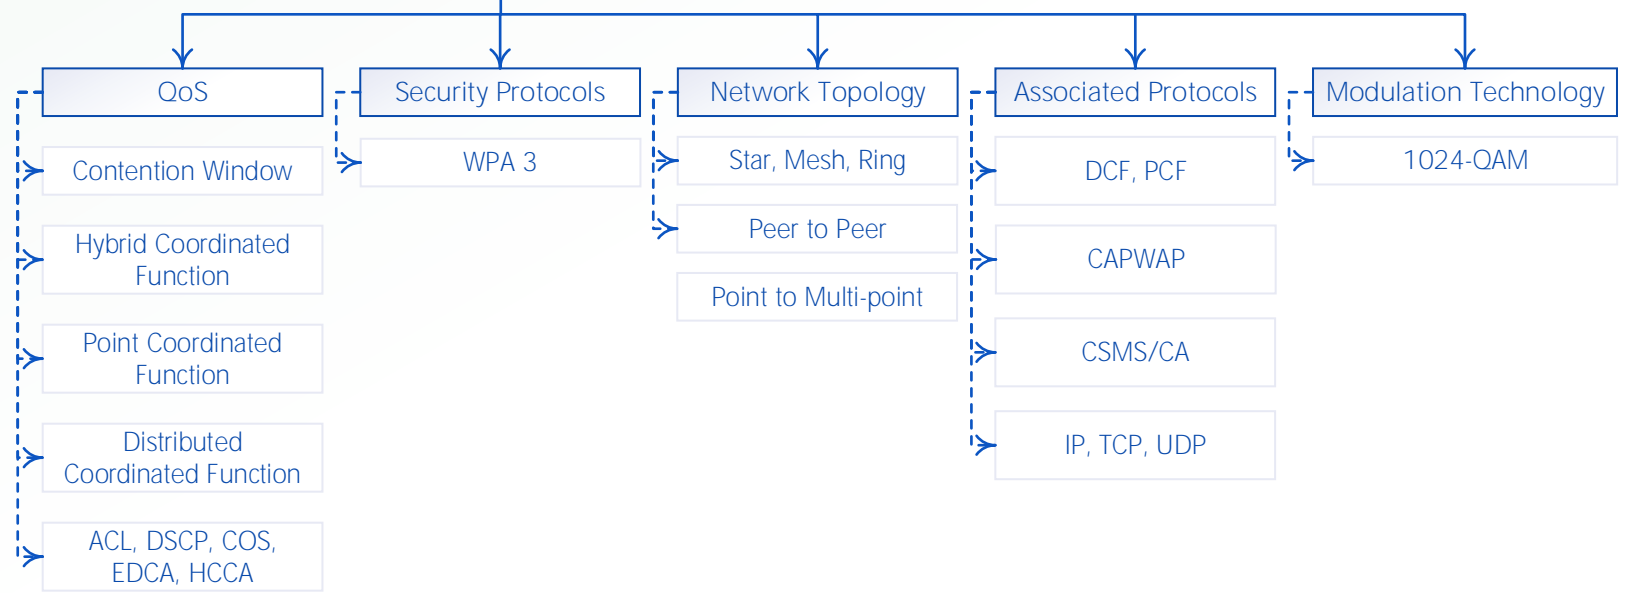 QoS
Security Protocols
Network Topology
Associated Protocols
Modulation Technology
Contention Window
Hybrid Coordinated
Function
Point Coordinated
Function
Distributed
Coordinated Function
ACL, DSCP, COS,
EDCA, HCCA
WPA 3
Star, Mesh, Ring
Peer to Peer
Point to Multi-point
DCF, PCF
CAPWAP
CSMS/CA
IP, TCP, UDP
1024-QAM